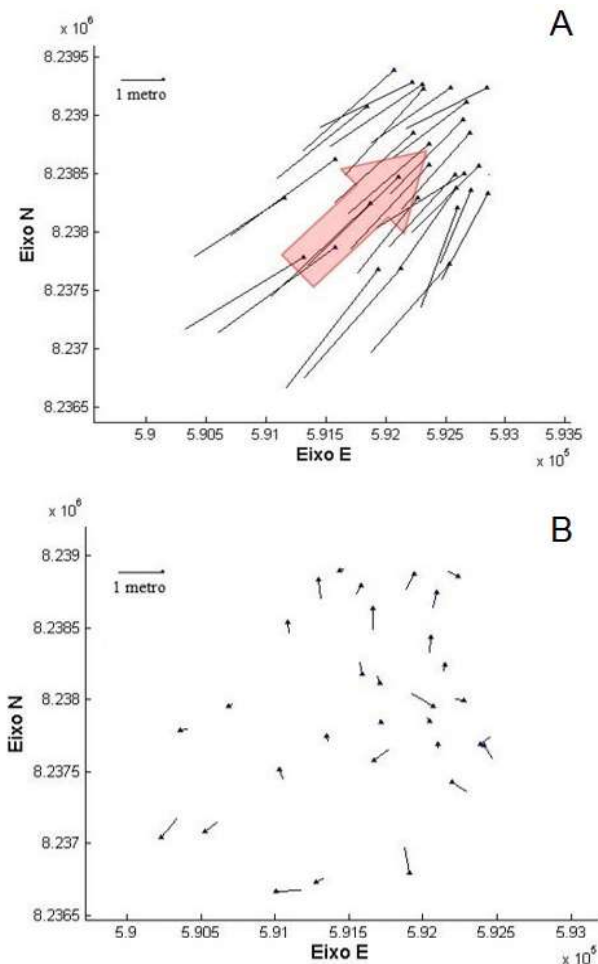 A
x 10⁶
8.2395
8.239
8.2385
8.238
8.2375
8.237
8.2365
1 metro
Eixo N
5.9 5.905 5.91 5.915 5.92 5.925 5.93 5.935
Eixo E
x 10⁵
B
x 10⁶
8.239
8.2385
8.238
8.2375
8.237
8.2365
1 metro
Eixo N
5.9 5.905 5.91 5.915 5.92 5.925 5.93
Eixo E
x 10⁵